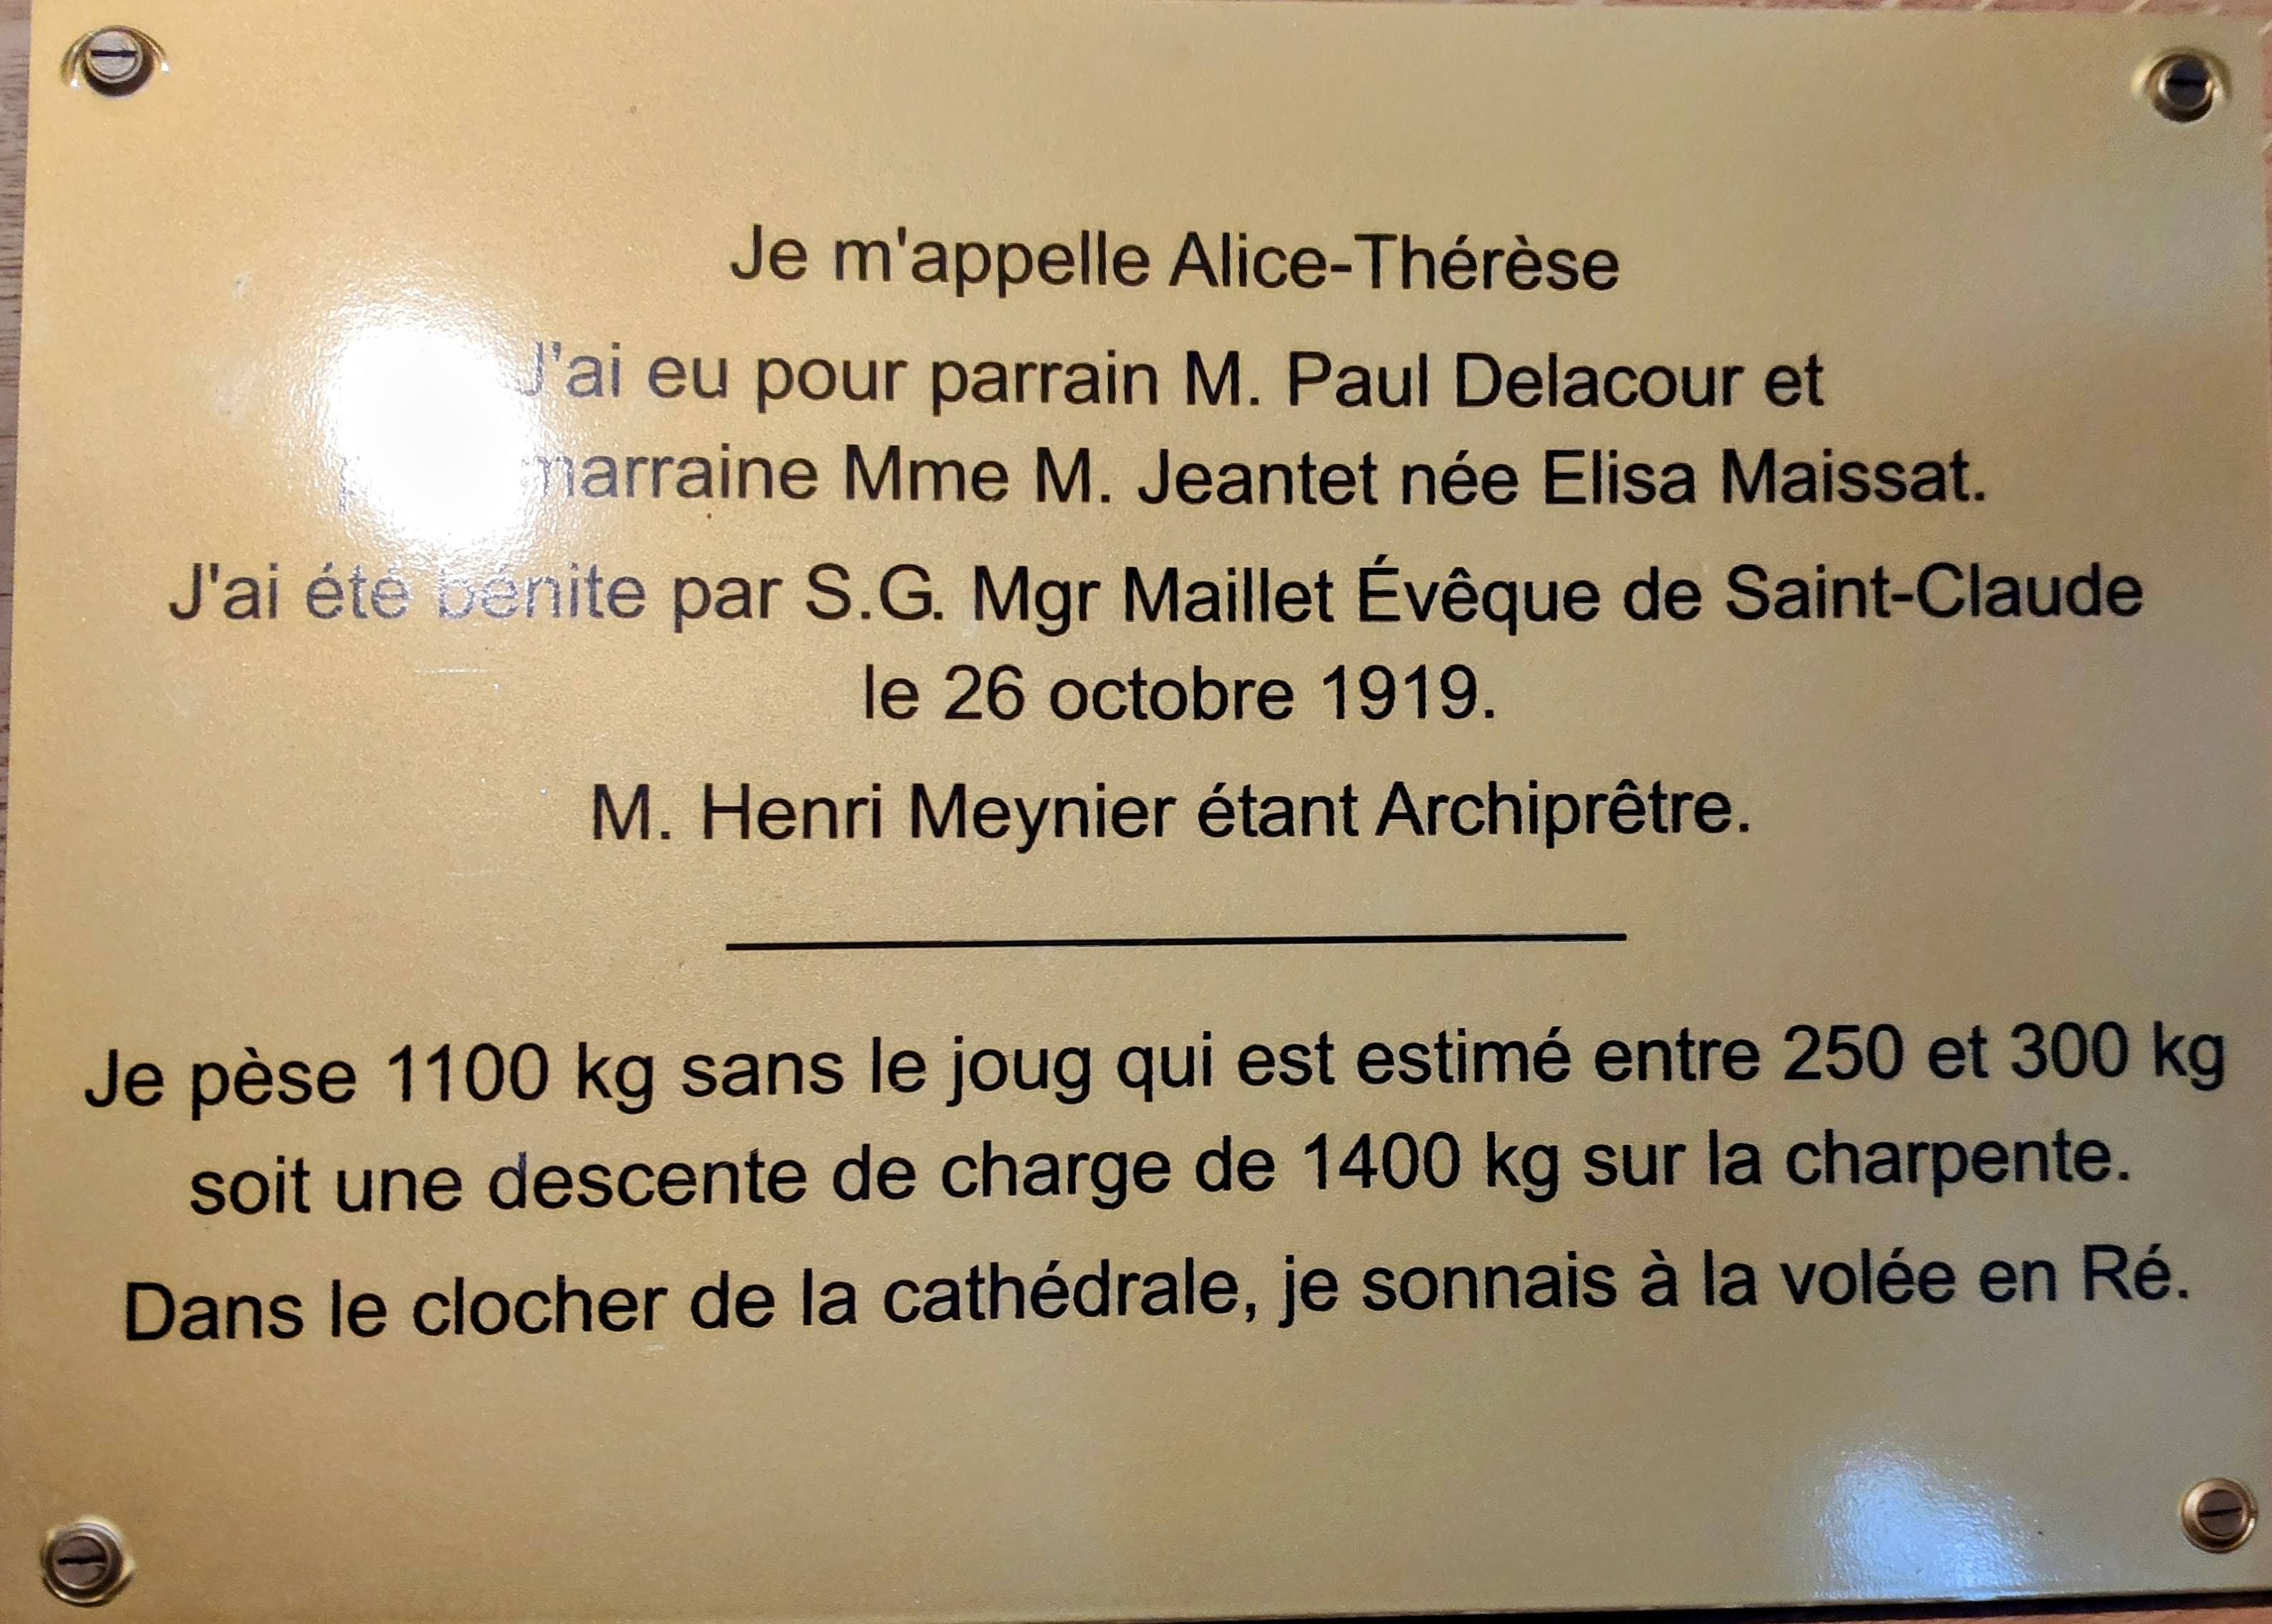 Je m'appelle Alice-Thérèse
J'ai eu pour parrain M. Paul Delacour et
marraine Mme M. Jeantet née Elisa Maissat.
J'ai été bénite par S.G. Mgr Maillet Évêque de Saint-Claude
le 26 octobre 1919.
M. Henri Meynier étant Archiprêtre.
Je pèse 1100 kg sans le joug qui est estimé entre 250 et 300 kg
soit une descente de charge de 1400 kg sur la charpente.
Dans le clocher de la cathédrale, je sonnais à la volée en Ré.